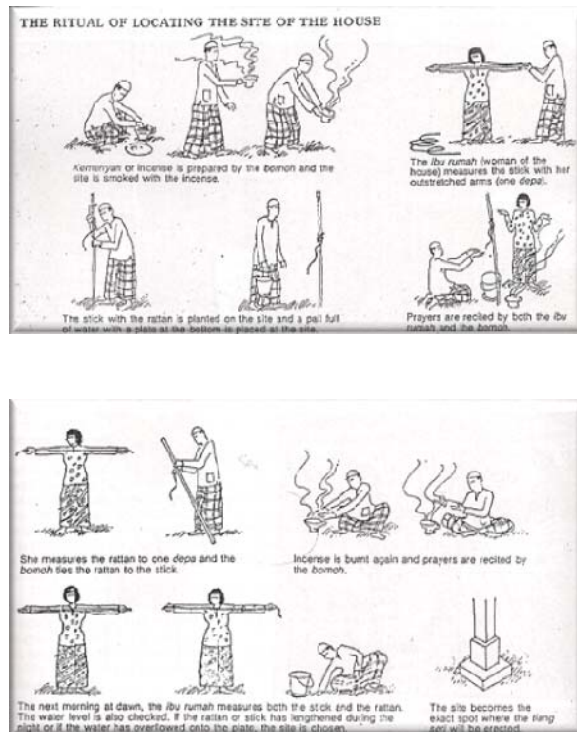 THE RITUAL OF LOCATING THE SITE OF THE HOUSE
Kemenyan or incense is prepared by the bomoh and the
site is smoked with the incense.
The ibu rumah (woman of the
house) measures the stick with her
outstretched arms (one depa).
The stick with the rattan is planted on the site and a pail full
of water with a plate at the bottom is placed at the site.
Prayers are recited by both the ibu
rumah and the bomoh.
She measures the rattan to one depa and the
bomoh ties the rattan to the stick.
Incense is burnt again and prayers are recited by
the bomoh.
The next morning at dawn, the ibu rumah measures both the stick and the rattan.
The water level is also checked. If the rattan or stick has lengthened during the
night or if the water has overflowed onto the plate, the site is chosen.
The site becomes the
exact spot where the tiang
seri will be erected.